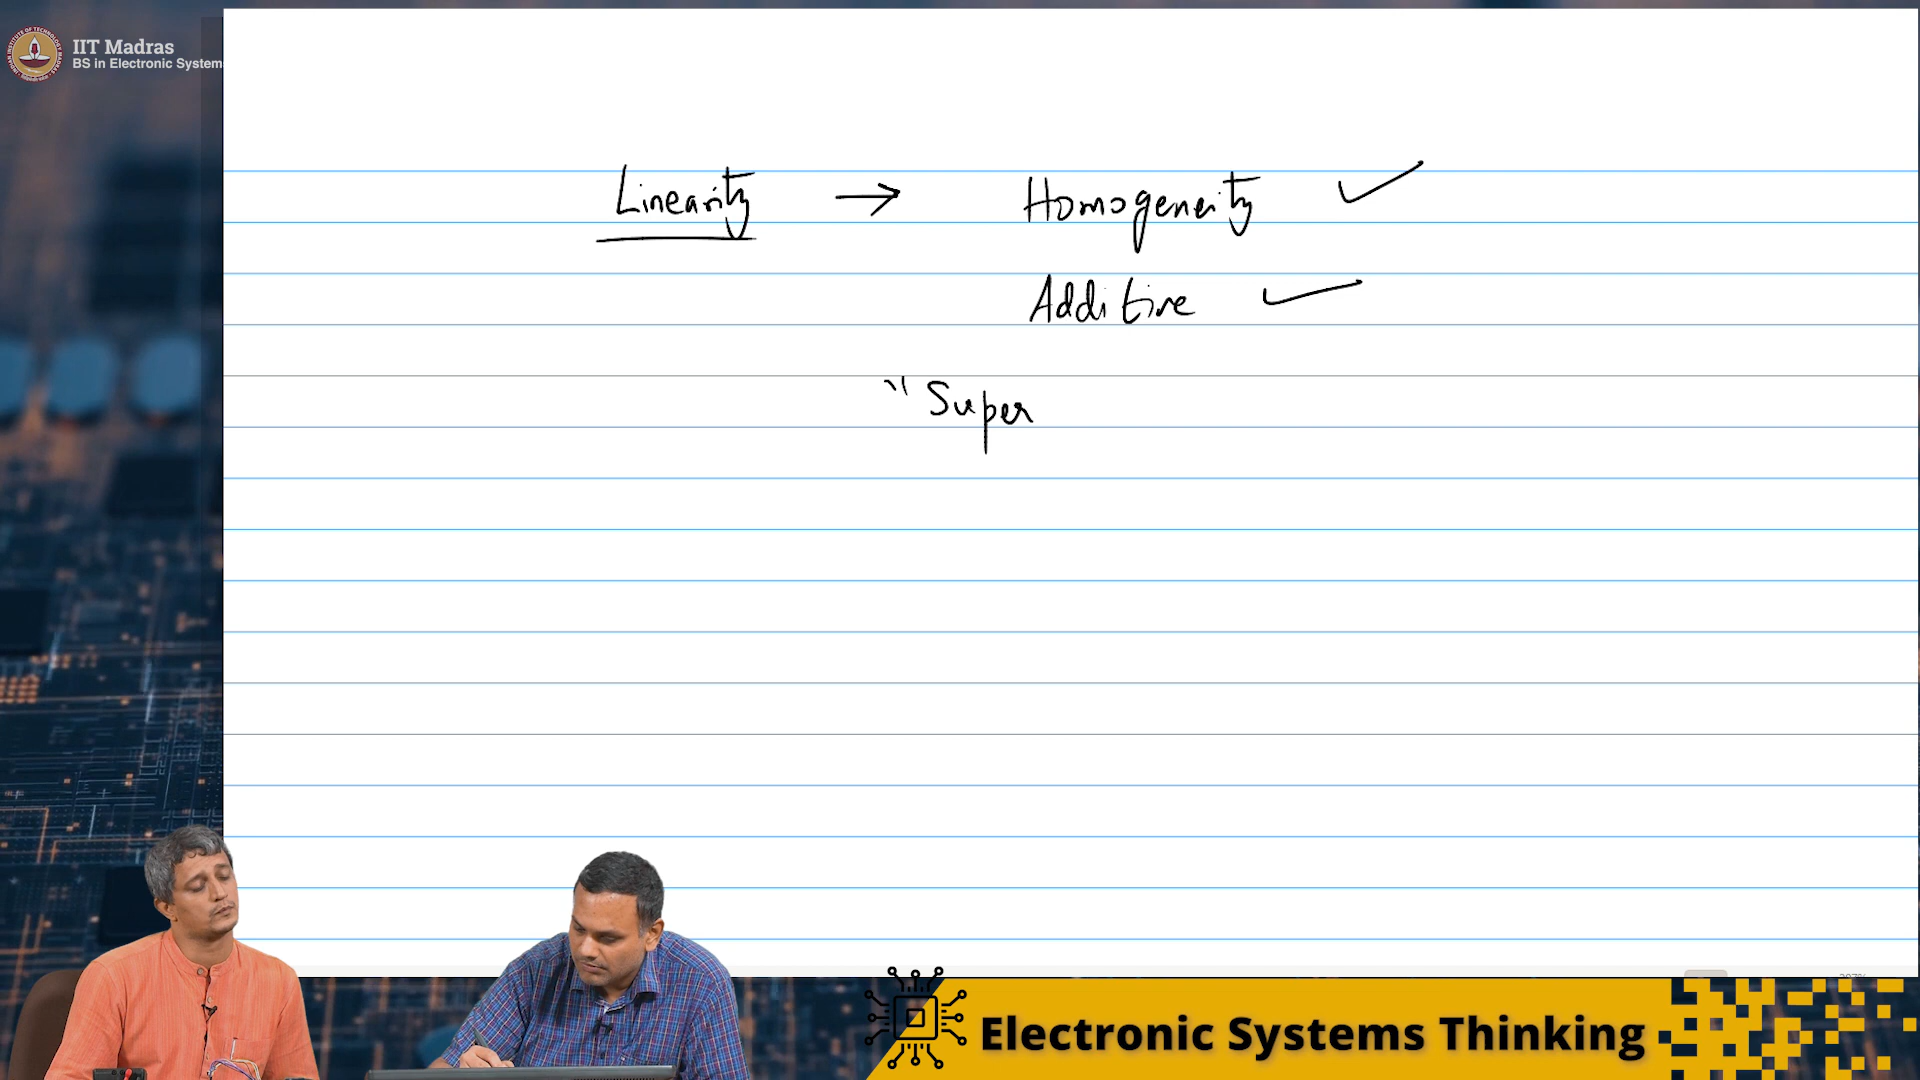 IIT Madras
BS in Electronic System
Linearity → Homogeneity ✓
Additive ✓
"Super
Electronic Systems Thinking